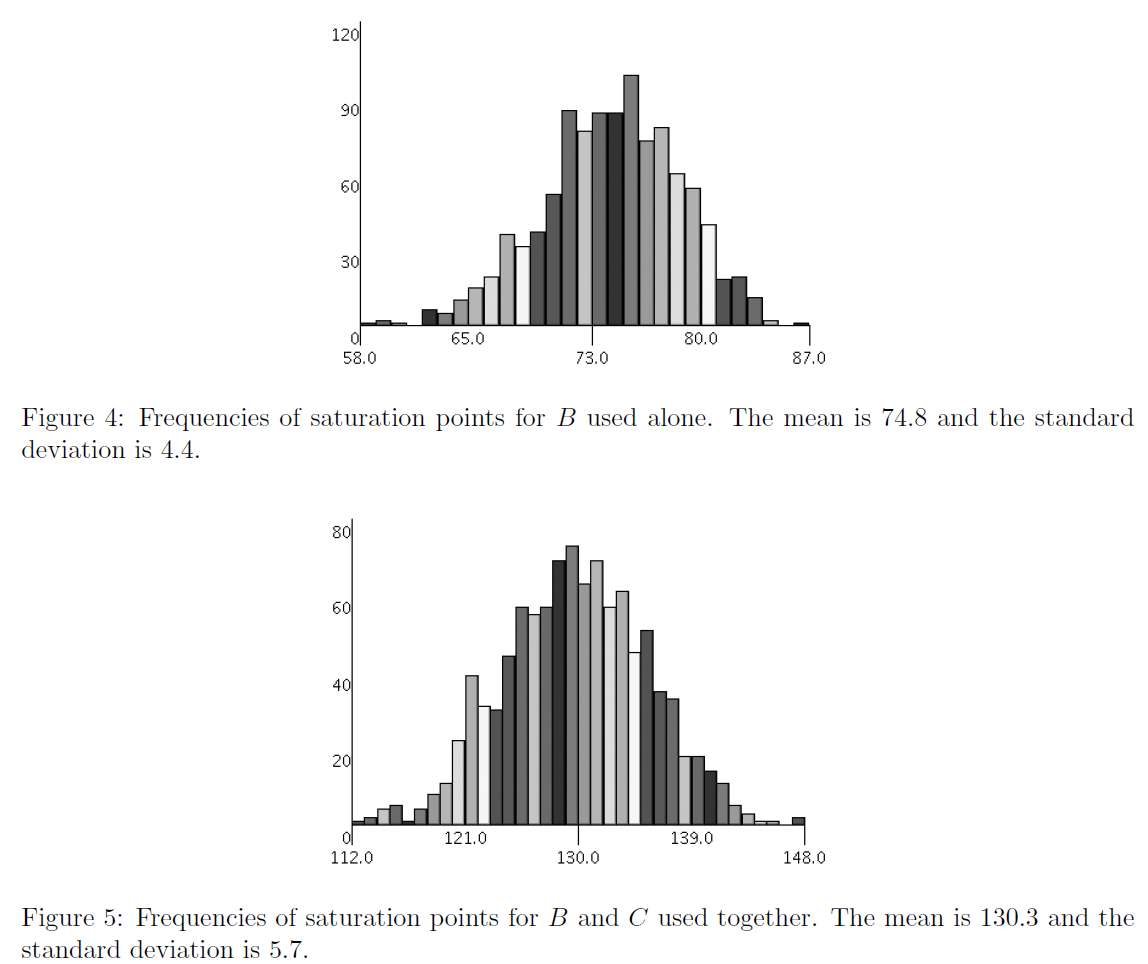 120
90
60
30
0
65.0 80.0
58.0 73.0 87.0
Figure 4: Frequencies of saturation points for B used alone. The mean is 74.8 and the standard
deviation is 4.4.
80
60
40
20
0
121.0 139.0
112.0 130.0 148.0
Figure 5: Frequencies of saturation points for B and C used together. The mean is 130.3 and the
standard deviation is 5.7.